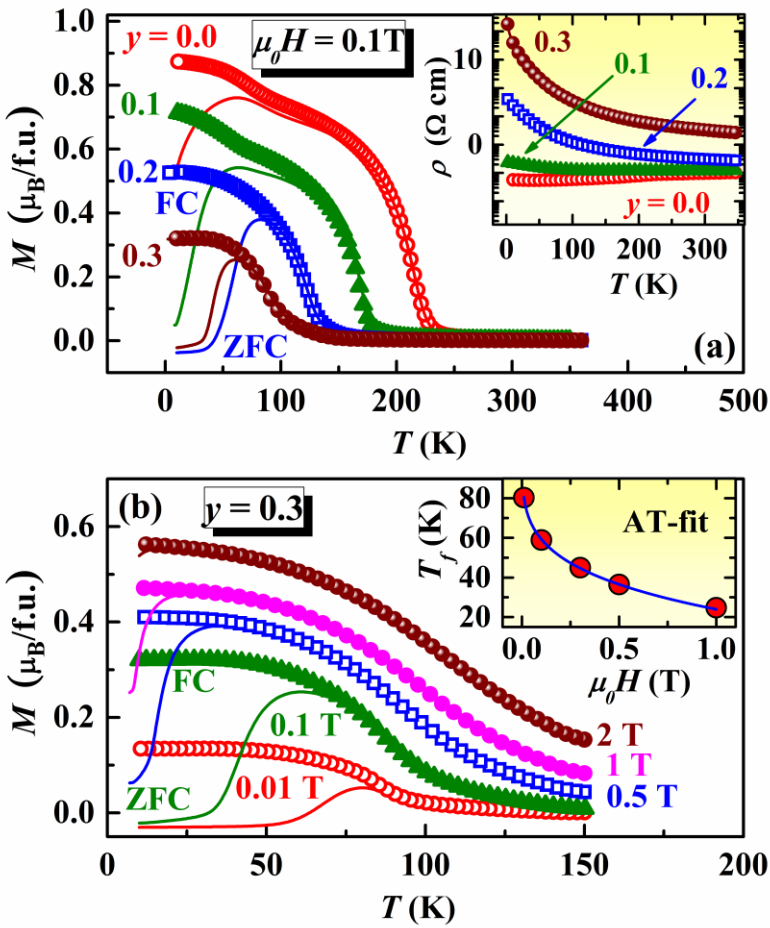 y = 0.0
μ₀H = 0.1T
0.1
0.2
FC
0.3
ZFC
(a)
M (μB/f.u.)
1.0
0.8
0.6
0.4
0.2
0.0
0 100 200 300 400 500
T (K)
0.3
0.1
0.2
y = 0.0
ρ (Ω cm)
10
0
0 100 200 300
T (K)
(b)
y = 0.3
M (μB/f.u.)
0.6
0.4
0.2
0.0
FC
ZFC
0.1 T
0.01 T
2 T
1 T
0.5 T
0 50 100 150 200
T (K)
AT-fit
Tf (K)
80
60
40
20
0.0 0.5 1.0
μ₀H (T)